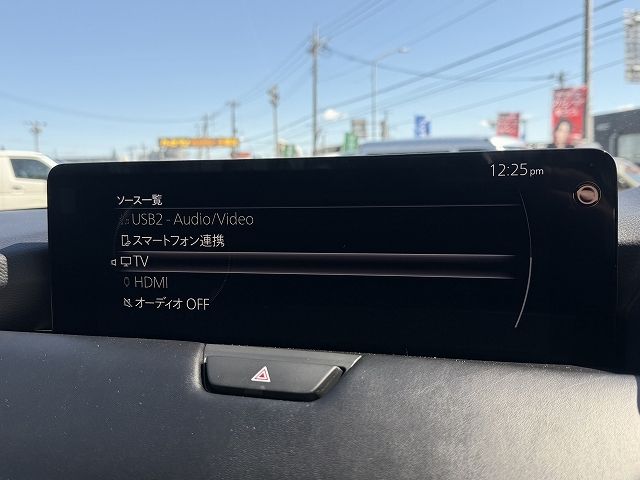 12:25 pm
ソース一覧
USB2 - Audio/Video
スマートフォン連携
TV
HDMI
オーディオ OFF